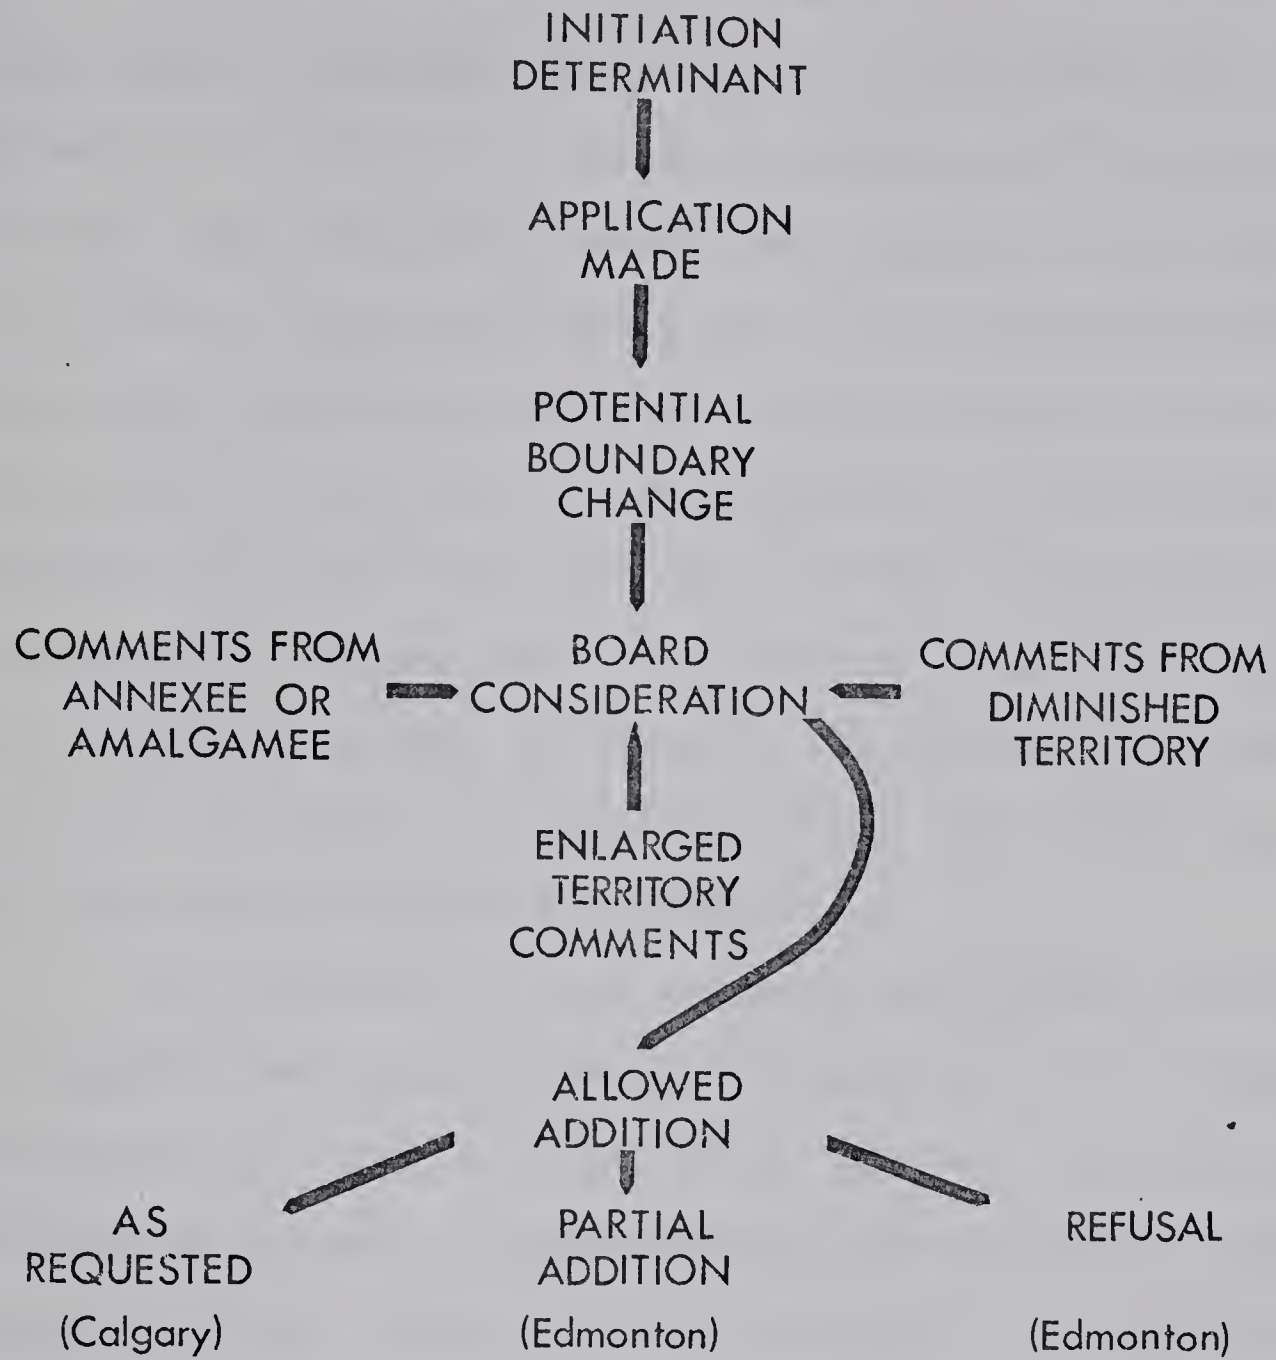 INITIATION
DETERMINANT
APPLICATION
MADE
POTENTIAL
BOUNDARY
CHANGE
COMMENTS FROM
ANNEXEE OR
AMALGAMEE
BOARD
CONSIDERATION
COMMENTS FROM
DIMINISHED
TERRITORY
ENLARGED
TERRITORY
COMMENTS
ALLOWED
ADDITION
AS
REQUESTED
(Calgary)
PARTIAL
ADDITION
(Edmonton)
REFUSAL
(Edmonton)